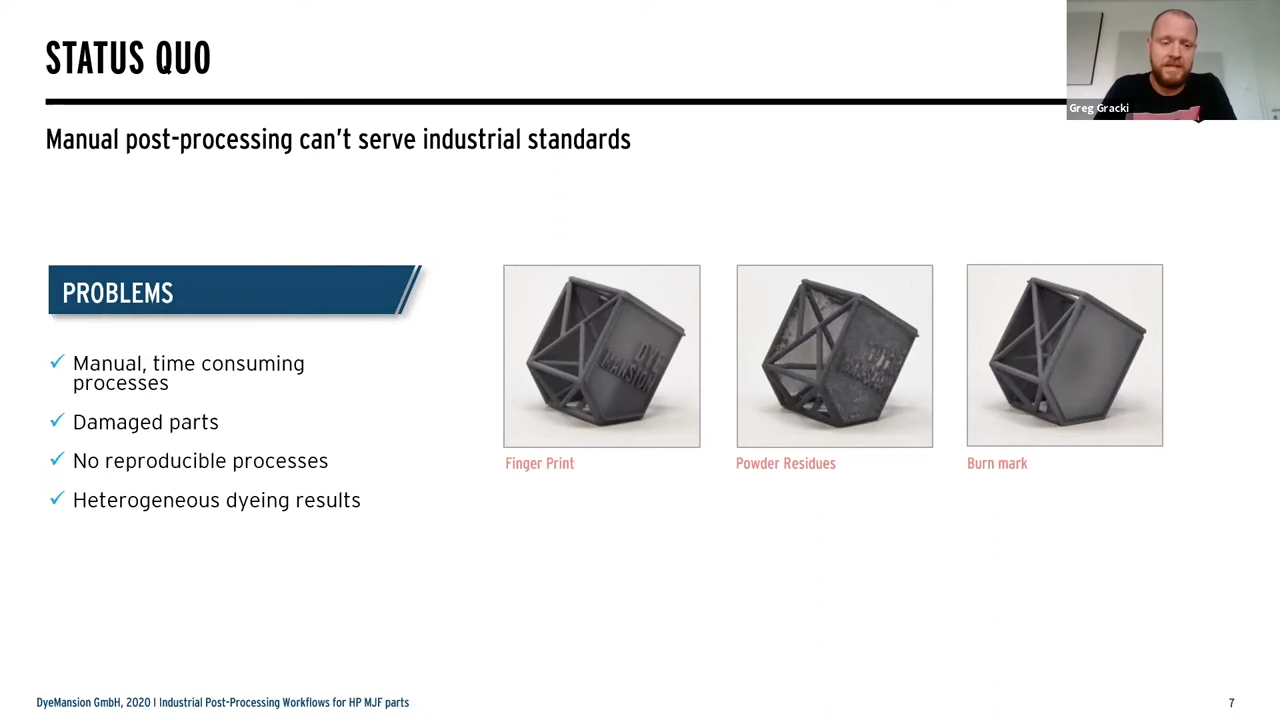 STATUS QUO
Greg Gracki
Manual post-processing can't serve industrial standards
PROBLEMS
Manual, time consuming
processes
Damaged parts
No reproducible processes
Heterogeneous dyeing results
DYE
MANSION
Finger Print
Powder Residues
Burn mark
DyeMansion GmbH, 2020 I Industrial Post-Processing Workflows for HP MJF parts
7